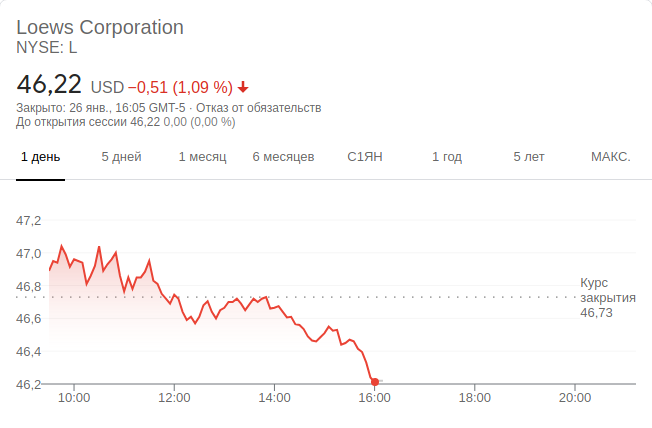 Loews Corporation
NYSE: L
46,22 USD −0,51 (1,09 %)
Закрыто: 26 янв., 16:05 GMT-5 · Отказ от обязательств
До открытия сессии 46,22 0,00 (0,00 %)
1 день 5 дней 1 месяц 6 месяцев С1ЯН 1 год 5 лет МАКС.
47,2
47,0
46,8
46,6
46,4
46,2
Курс
закрытия
46,73
10:00 12:00 14:00 16:00 18:00 20:00